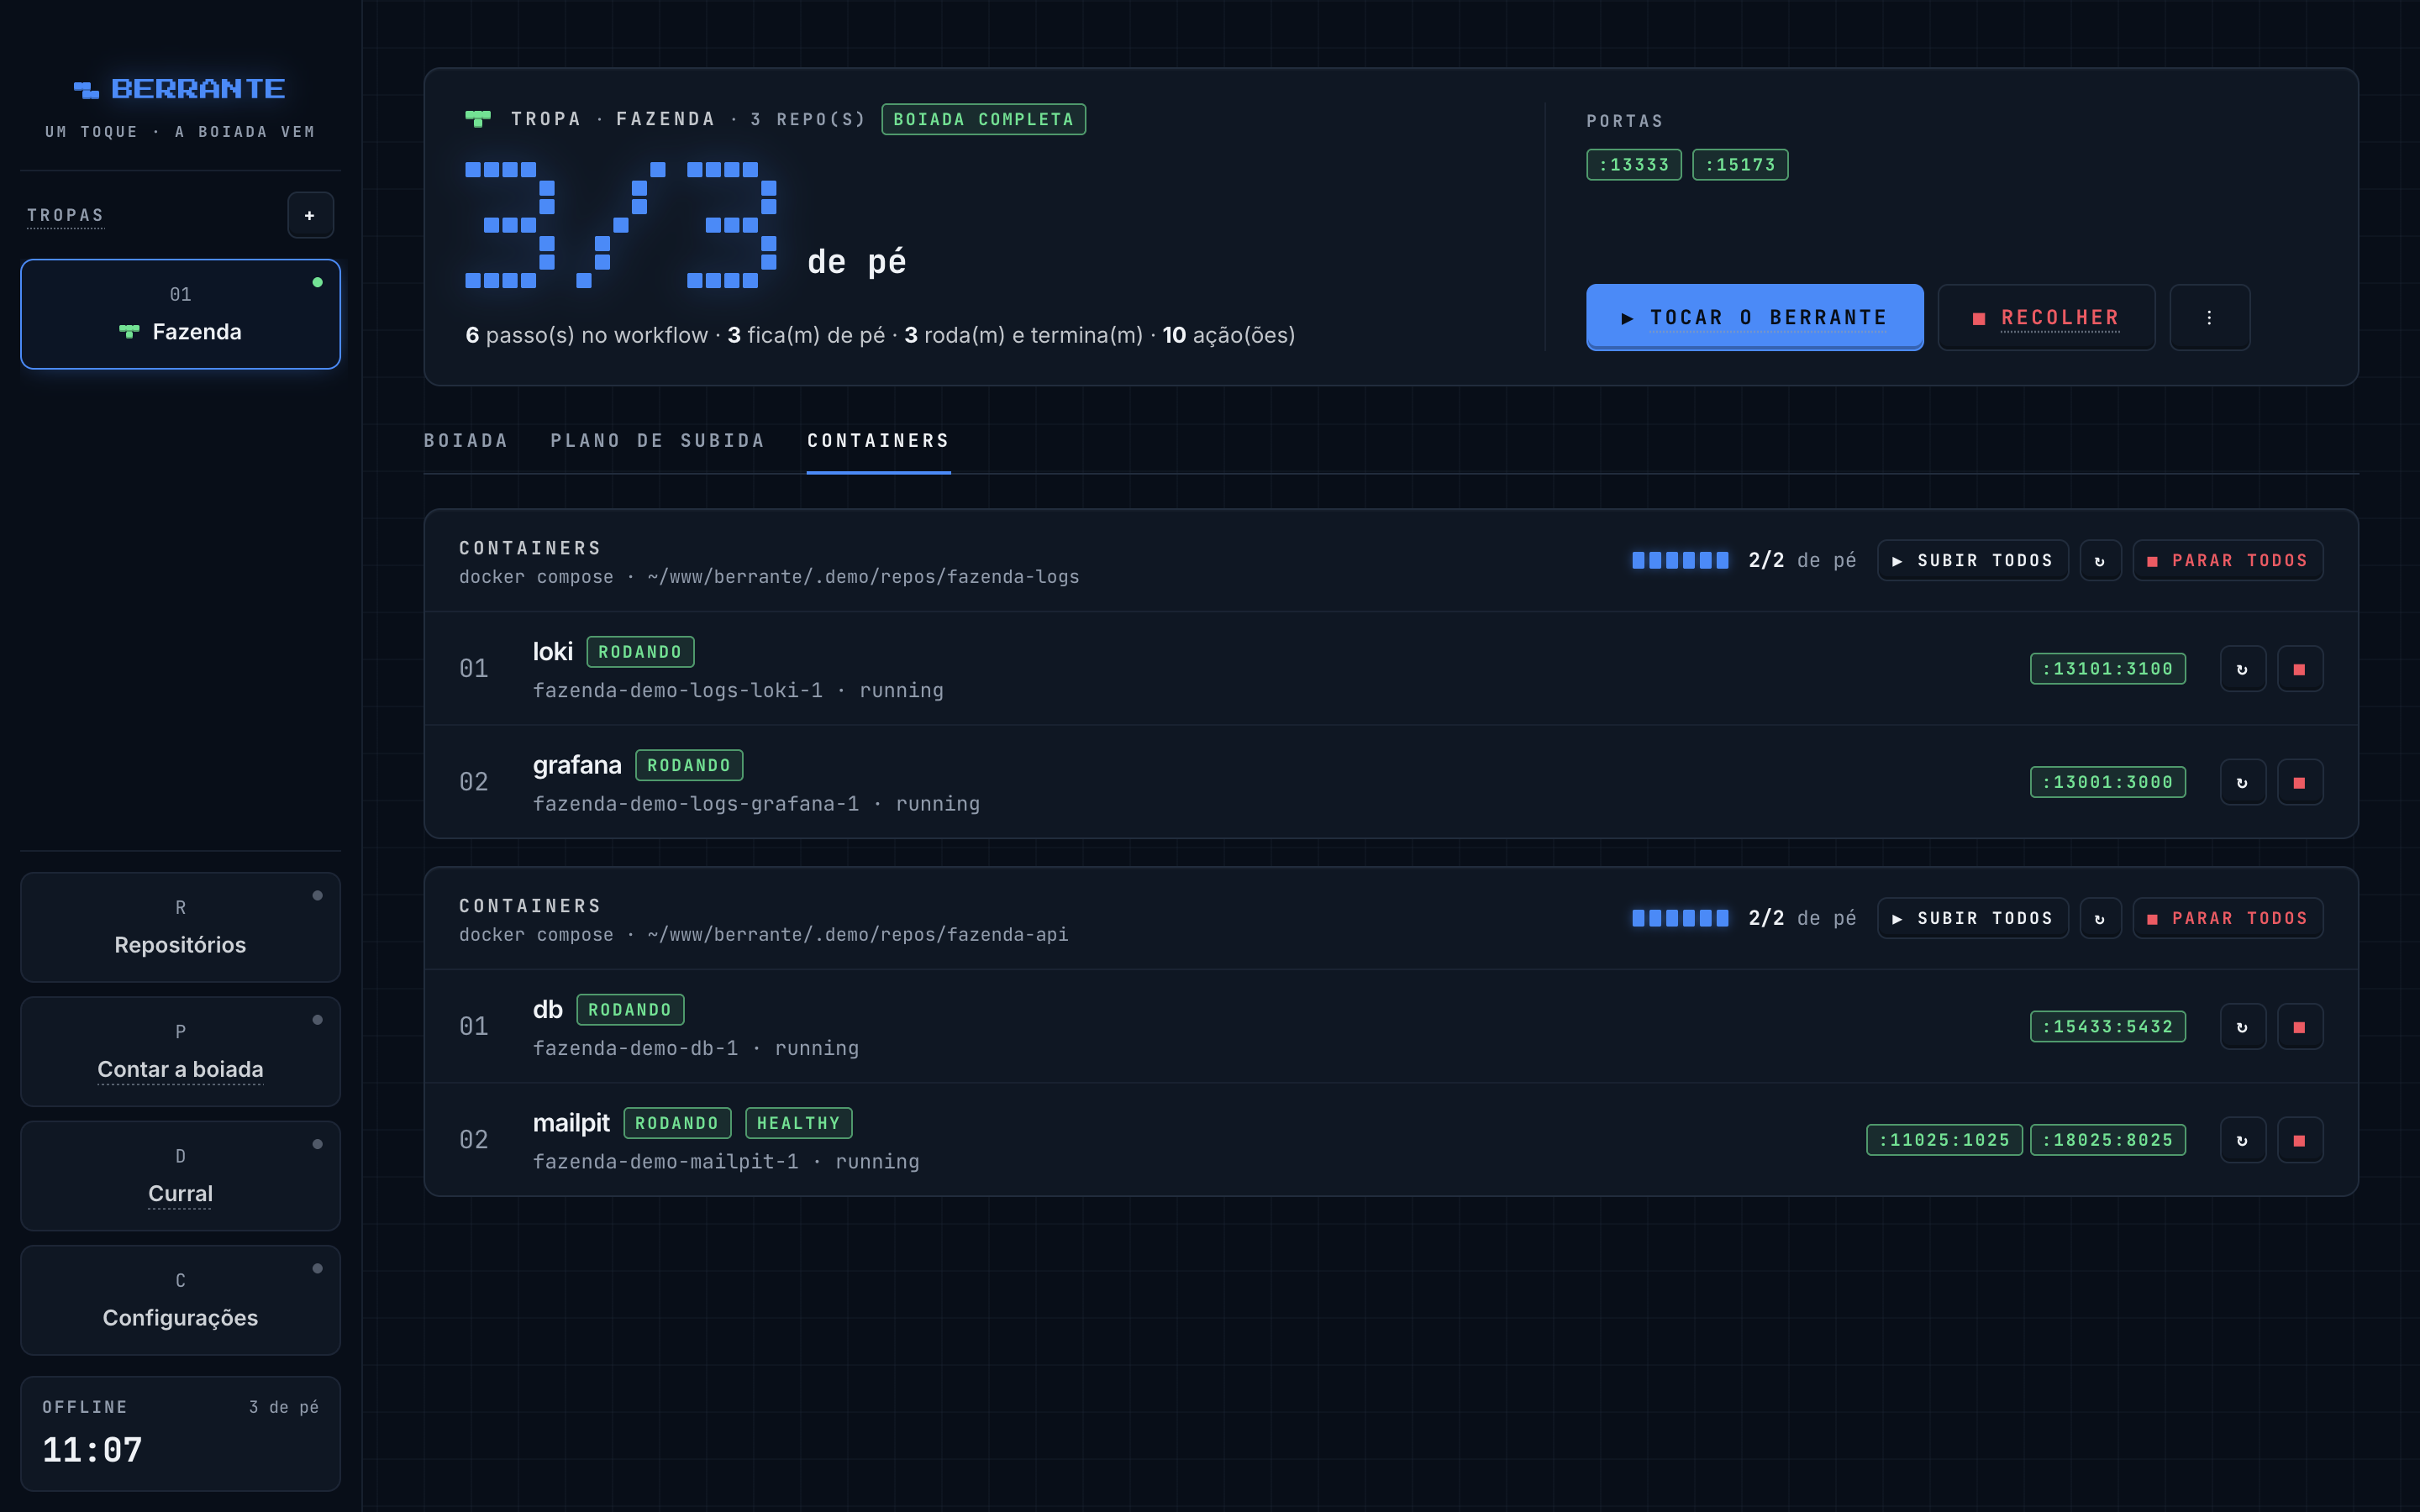 BERRANTE
UM TOQUE · A BOIADA VEM
TROPAS
+
01
Fazenda
R
Repositórios
P
Contar a boiada
D
Curral
C
Configurações
OFFLINE 3 de pé
11:07
TROPA · FAZENDA · 3 REPO(S) BOIADA COMPLETA
3/3 de pé
6 passo(s) no workflow · 3 fica(m) de pé · 3 roda(m) e termina(m) · 10 ação(ões)
PORTAS
:13333 :15173
▶ TOCAR O BERRANTE ■ RECOLHER ⋮
BOIADA PLANO DE SUBIDA CONTAINERS
CONTAINERS
docker compose · ~/www/berrante/.demo/repos/fazenda-logs
2/2 de pé ▶ SUBIR TODOS ↻ ■ PARAR TODOS
01 loki RODANDO
fazenda-demo-logs-loki-1 · running
:13101:3100 ↻ ■
02 grafana RODANDO
fazenda-demo-logs-grafana-1 · running
:13001:3000 ↻ ■
CONTAINERS
docker compose · ~/www/berrante/.demo/repos/fazenda-api
2/2 de pé ▶ SUBIR TODOS ↻ ■ PARAR TODOS
01 db RODANDO
fazenda-demo-db-1 · running
:15433:5432 ↻ ■
02 mailpit RODANDO HEALTHY
fazenda-demo-mailpit-1 · running
:11025:1025 :18025:8025 ↻ ■